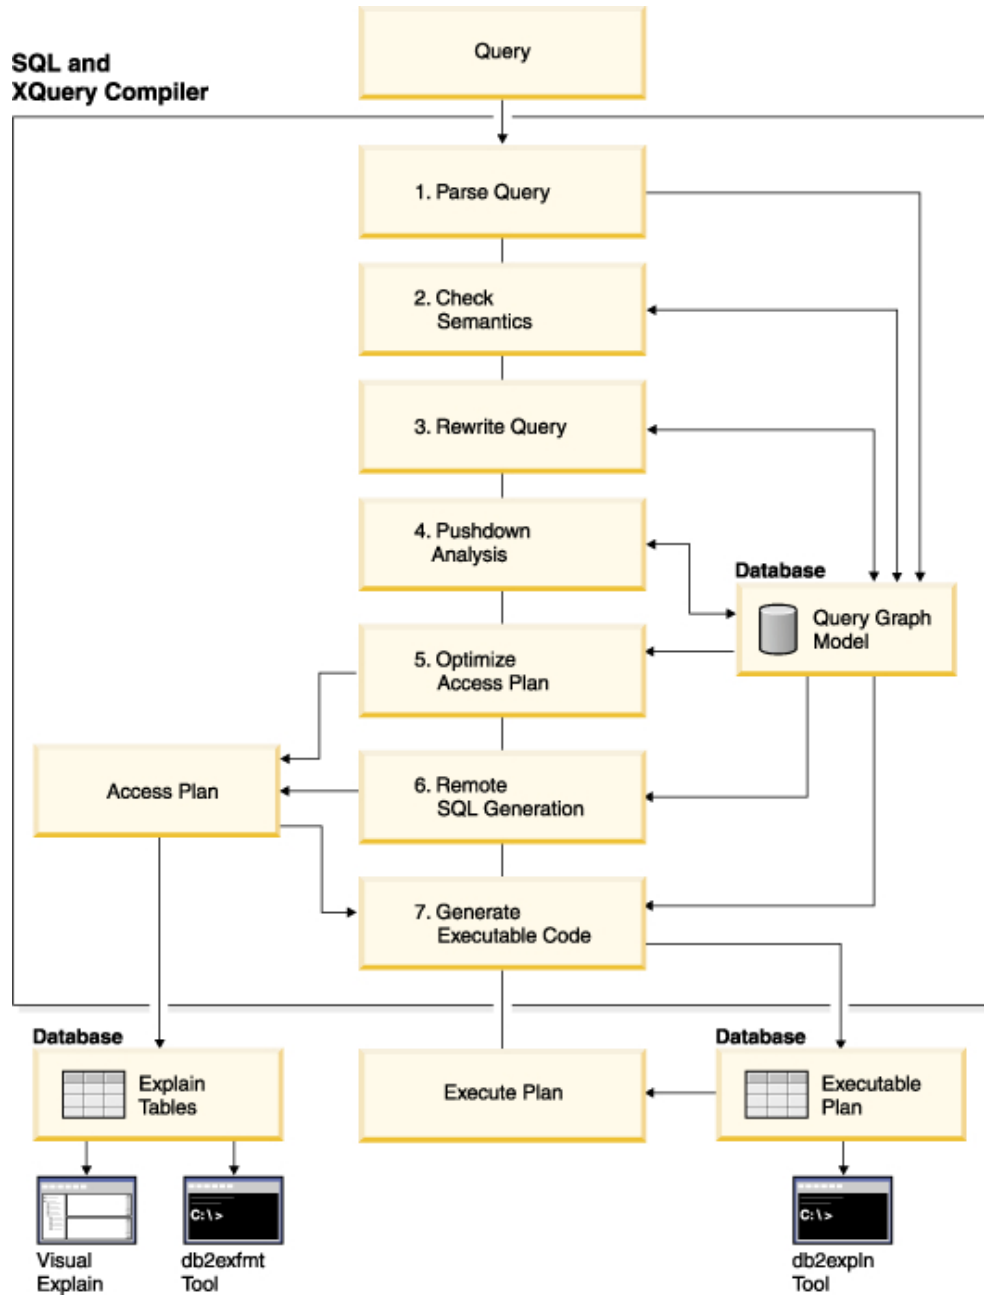 SQL and
XQuery Compiler
Query
1. Parse Query
2. Check
Semantics
3. Rewrite Query
4. Pushdown
Analysis
Database
Query Graph
Model
5. Optimize
Access Plan
Access Plan
6. Remote
SQL Generation
7. Generate
Executable Code
Database
Explain
Tables
Execute Plan
Database
Executable
Plan
C:\>
C:\>
Visual
Explain
db2exfmt
Tool
db2expln
Tool